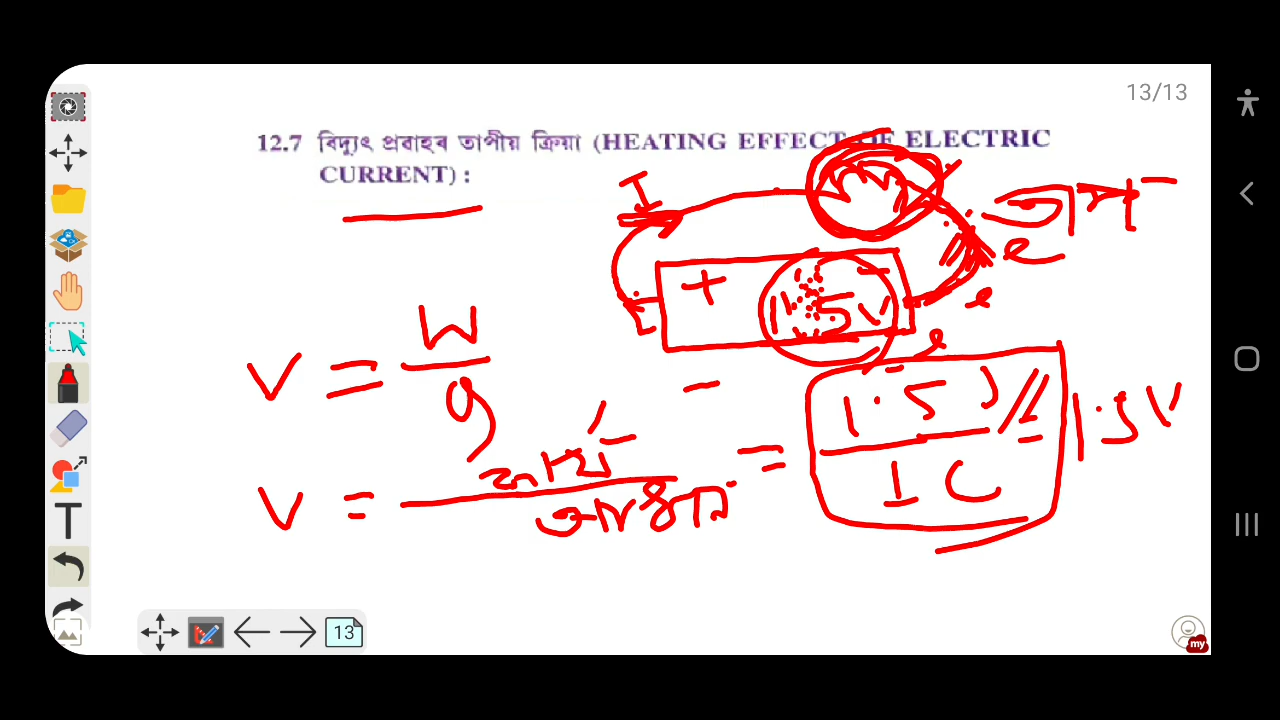 13/13
12.7 ৰিদ্যুৎ প্ৰবাহৰ তাপীয় ক্ৰিয়া (HEATING EFFECT OF ELECTRIC
CURRENT) :
I
e
+ 1.5V -
e
e
V = W/q
V = কাৰ্য্য/আধান = 1.5 J/1 C
1.5V
T
13
my